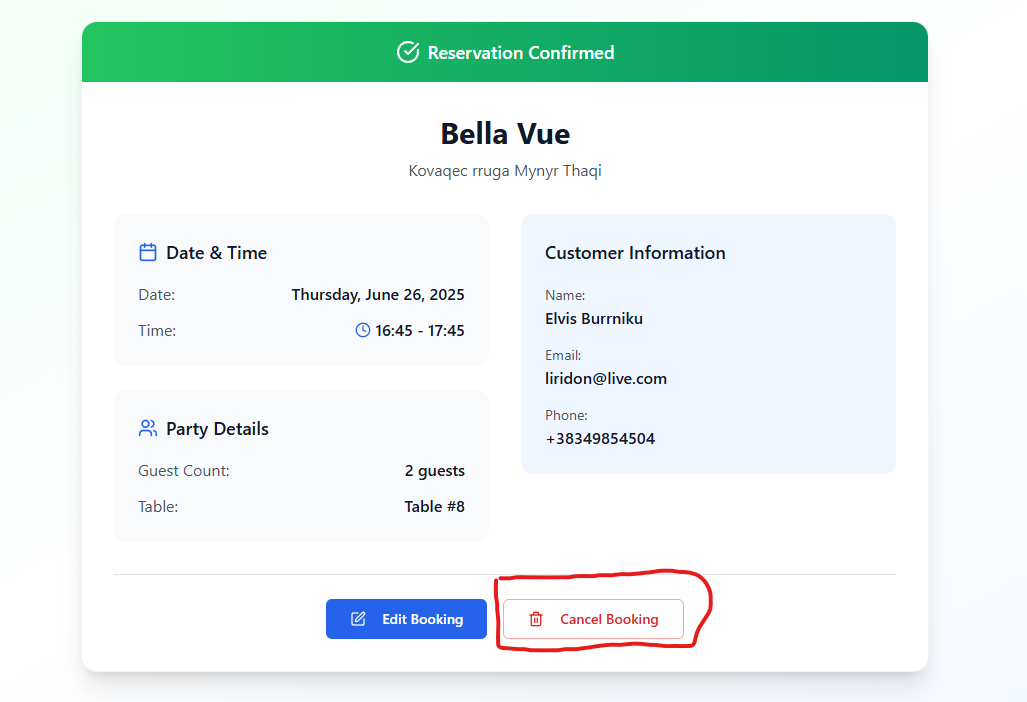 Reservation Confirmed
Bella Vue
Kovaqec rruga Mynyr Thaqi
Date & Time
Date: Thursday, June 26, 2025
Time: 16:45 - 17:45
Party Details
Guest Count: 2 guests
Table: Table #8
Customer Information
Name:
Elvis Burrniku
Email:
liridon@live.com
Phone:
+38349854504
Edit Booking
Cancel Booking